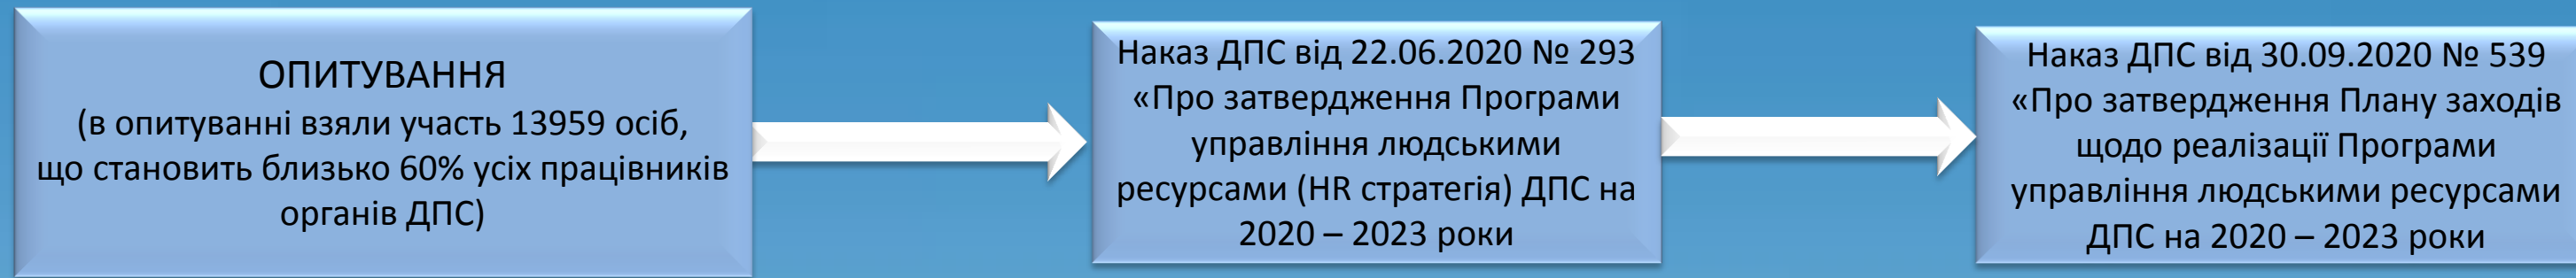 ОПИТУВАННЯ
(в опитуванні взяли участь 13959 осіб,
що становить близько 60% усіх працівників
органів ДПС)
Наказ ДПС від 22.06.2020 № 293
«Про затвердження Програми
управління людськими
ресурсами (HR стратегія) ДПС на
2020 – 2023 роки
Наказ ДПС від 30.09.2020 № 539
«Про затвердження Плану заходів
щодо реалізації Програми
управління людськими ресурсами
ДПС на 2020 – 2023 роки